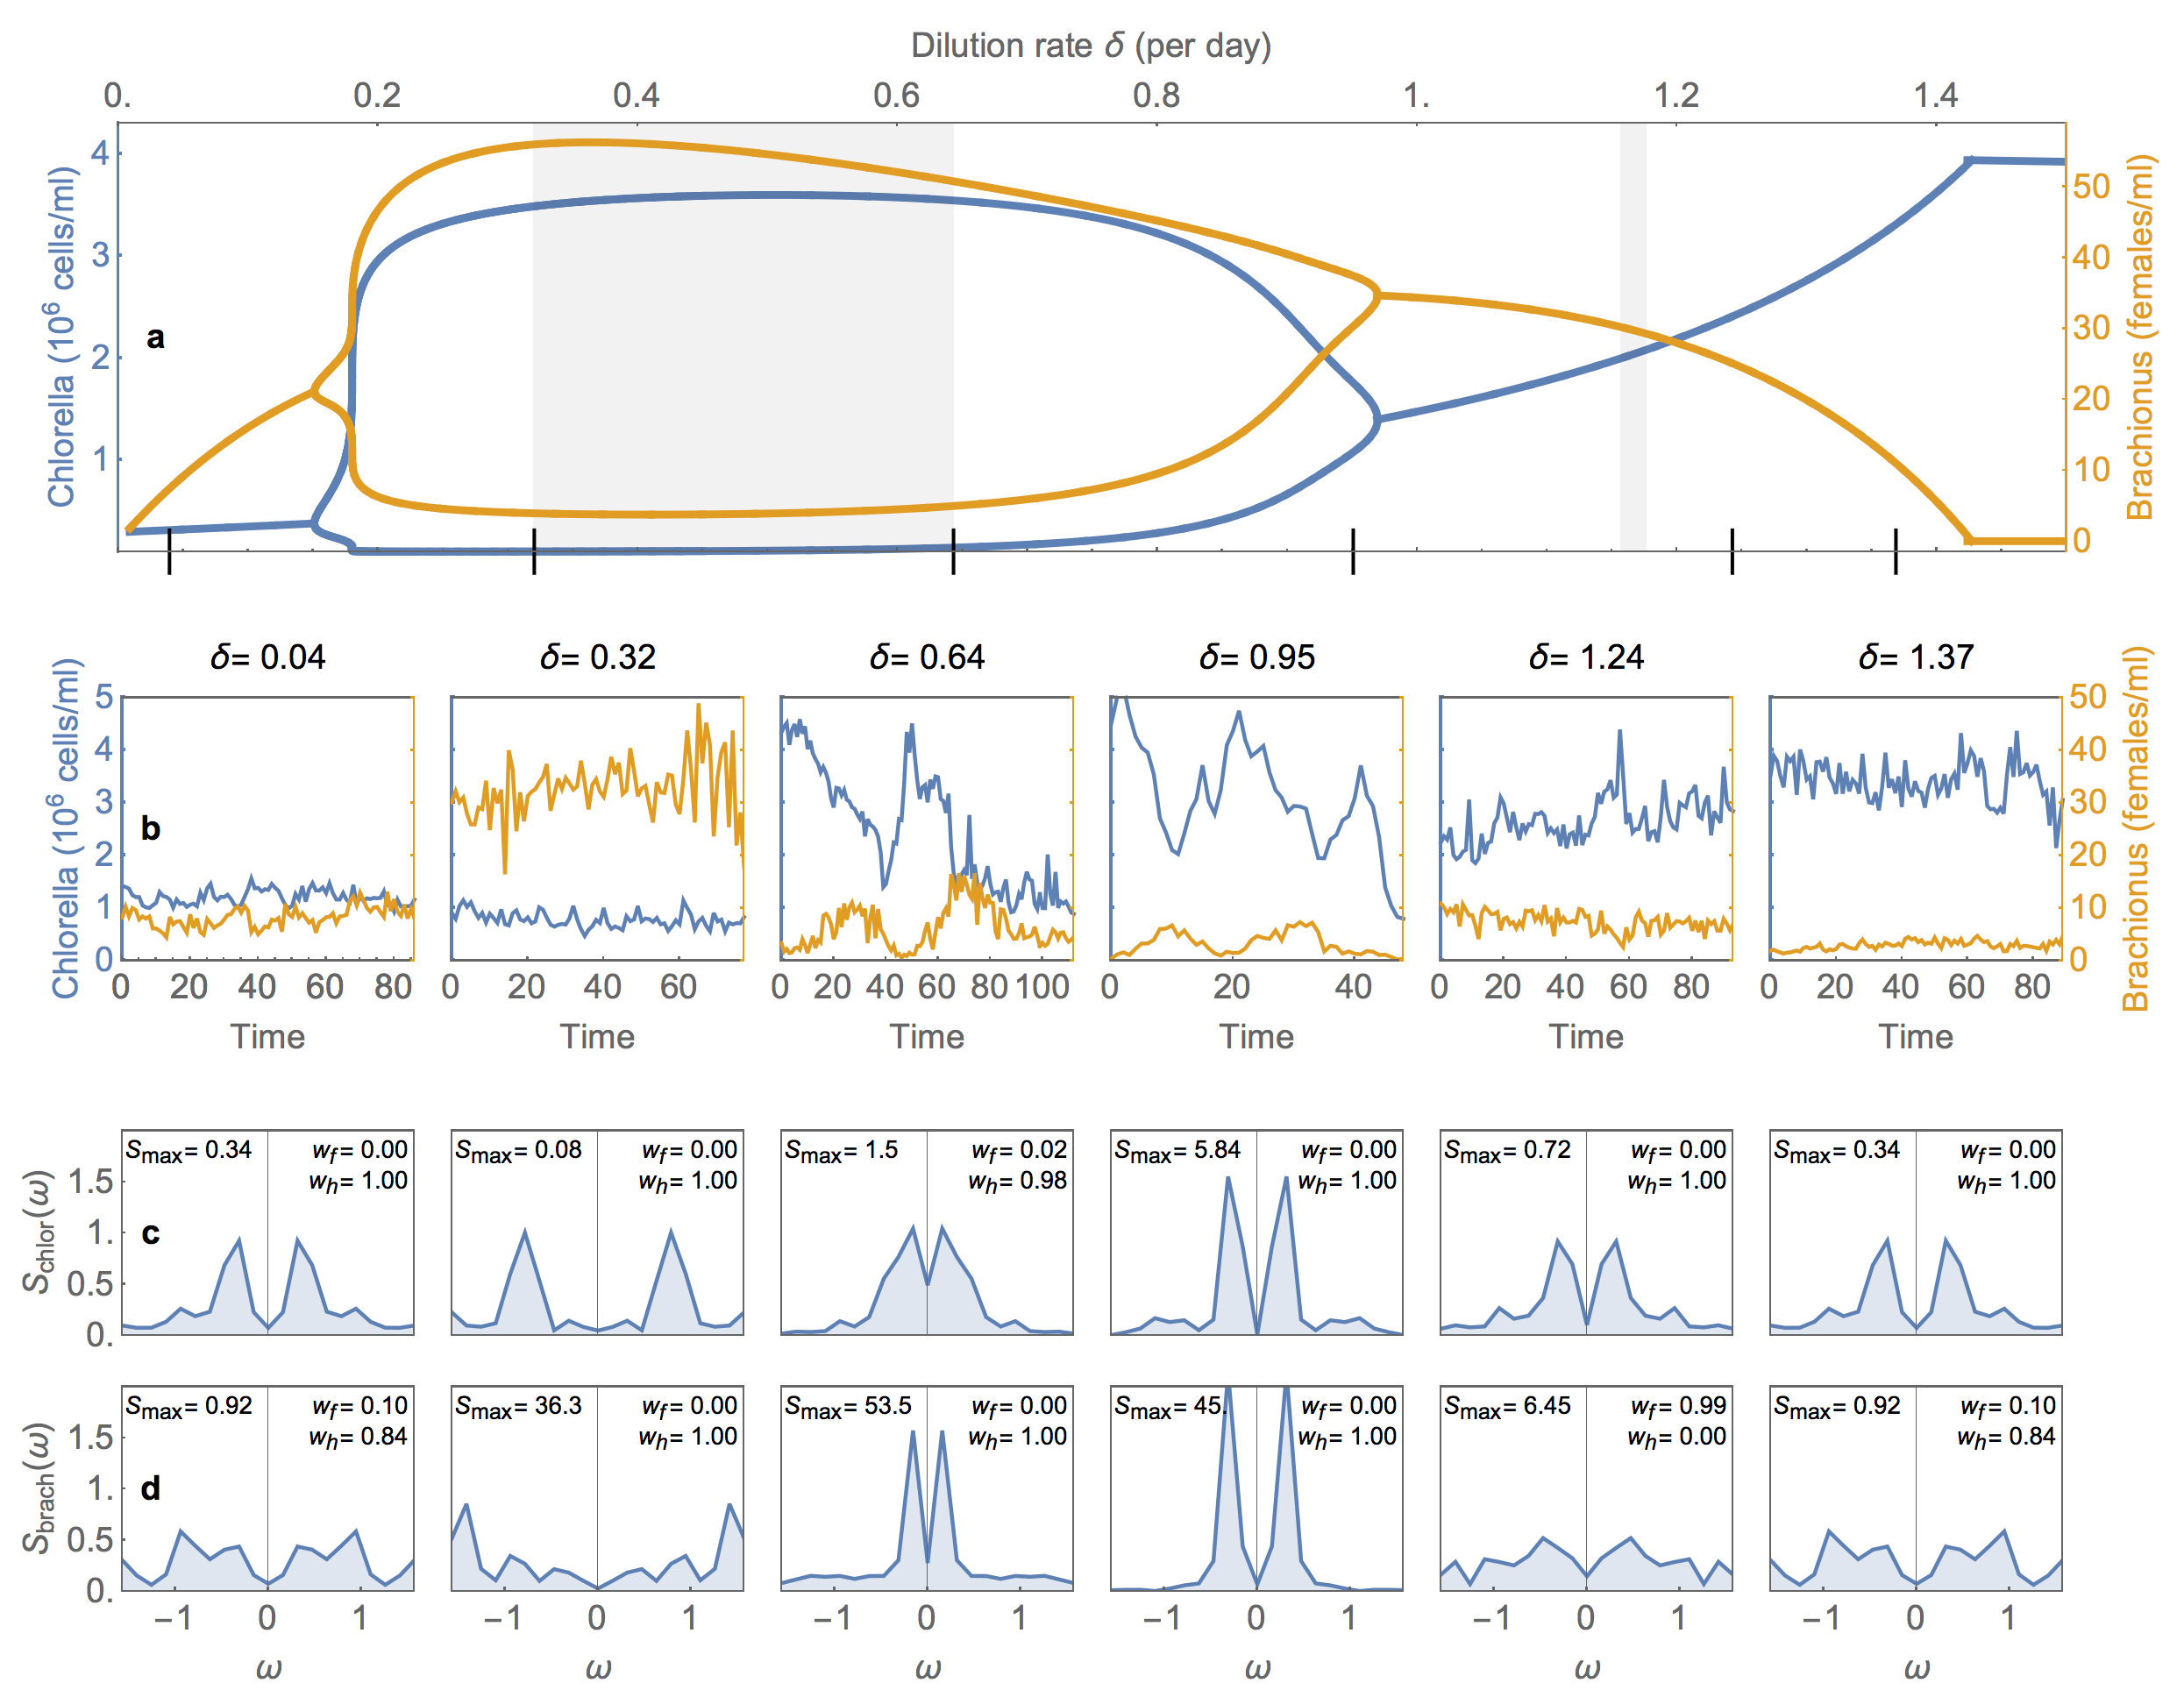 Dilution rate δ (per day)
0. 0.2 0.4 0.6 0.8 1. 1.2 1.4
Chlorella (10⁶ cells/ml)
4
3
2
1
a
Brachionus (females/ml)
50
40
30
20
10
0
δ= 0.04 δ= 0.32 δ= 0.64 δ= 0.95 δ= 1.24 δ= 1.37
Chlorella (10⁶ cells/ml)
5
4
3
2
1
0
b
Brachionus (females/ml)
50
40
30
20
10
0
0 20 40 60 80 0 20 40 60 0 20 40 60 80 100 0 20 40 0 20 40 60 80 0 20 40 60 80
Time Time Time Time Time Time
S_chlor(ω)
1.5
1.
0.5
0.
c
S_max= 0.34 w_f= 0.00
w_h= 1.00
S_max= 0.08 w_f= 0.00
w_h= 1.00
S_max= 1.5 w_f= 0.02
w_h= 0.98
S_max= 5.84 w_f= 0.00
w_h= 1.00
S_max= 0.72 w_f= 0.00
w_h= 1.00
S_max= 0.34 w_f= 0.00
w_h= 1.00
S_brach(ω)
1.5
1.
0.5
0.
d
S_max= 0.92 w_f= 0.10
w_h= 0.84
S_max= 36.3 w_f= 0.00
w_h= 1.00
S_max= 53.5 w_f= 0.00
w_h= 1.00
S_max= 45. w_f= 0.00
w_h= 1.00
S_max= 6.45 w_f= 0.99
w_h= 0.00
S_max= 0.92 w_f= 0.10
w_h= 0.84
−1 0 1 −1 0 1 −1 0 1 −1 0 1 −1 0 1 −1 0 1
ω ω ω ω ω ω